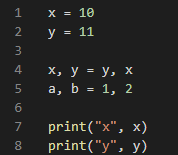 1 x = 10
2 y = 11
3
4 x, y = y, x
5 a, b = 1, 2
6
7 print("x", x)
8 print("y", y)